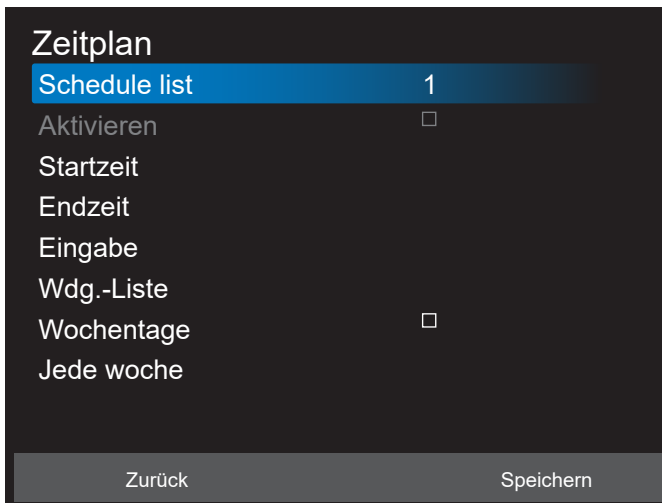 Zeitplan
Schedule list 1
Aktivieren
Startzeit
Endzeit
Eingabe
Wdg.-Liste
Wochentage
Jede woche
Zurück Speichern